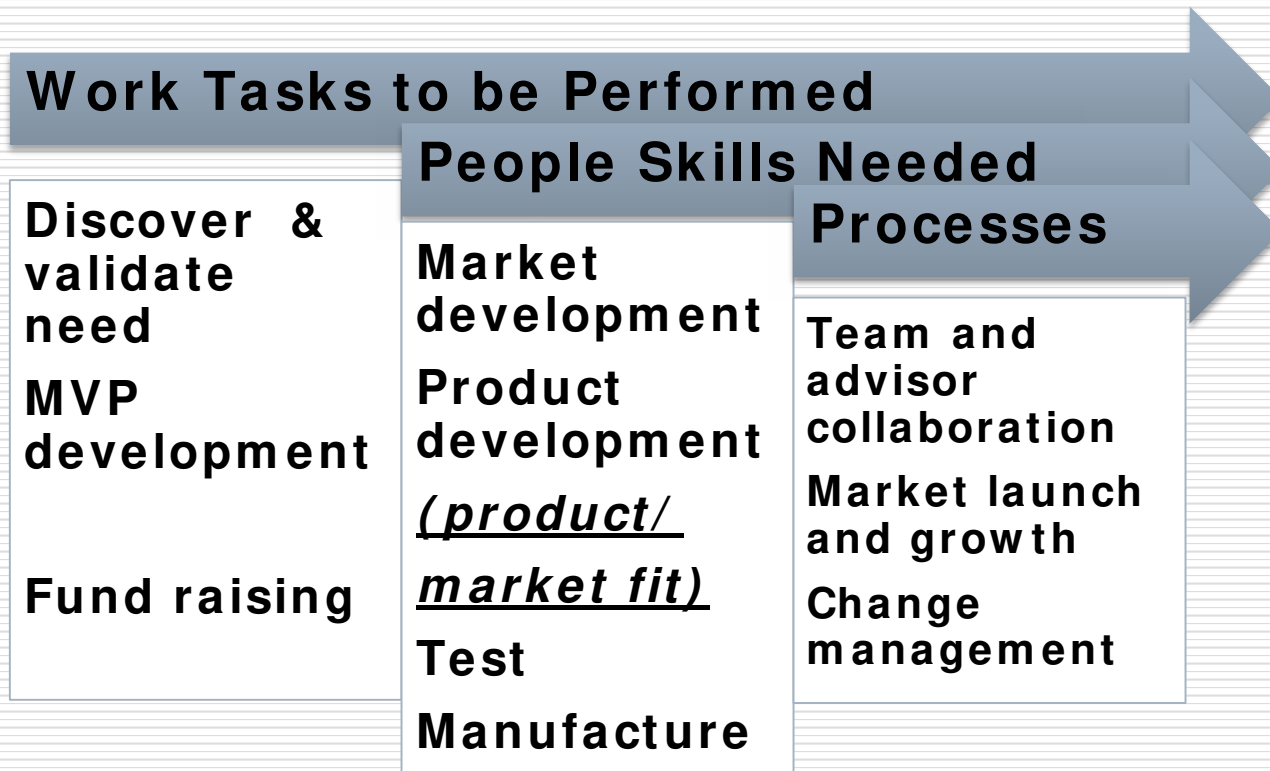 Work Tasks to be Performed
People Skills Needed
Processes
Discover & 
validate
need
MVP
development
Fund raising
Market
development
Product
development
(product/
market fit)
Test
Manufacture
Team and
advisor
collaboration
Market launch
and growth
Change
management